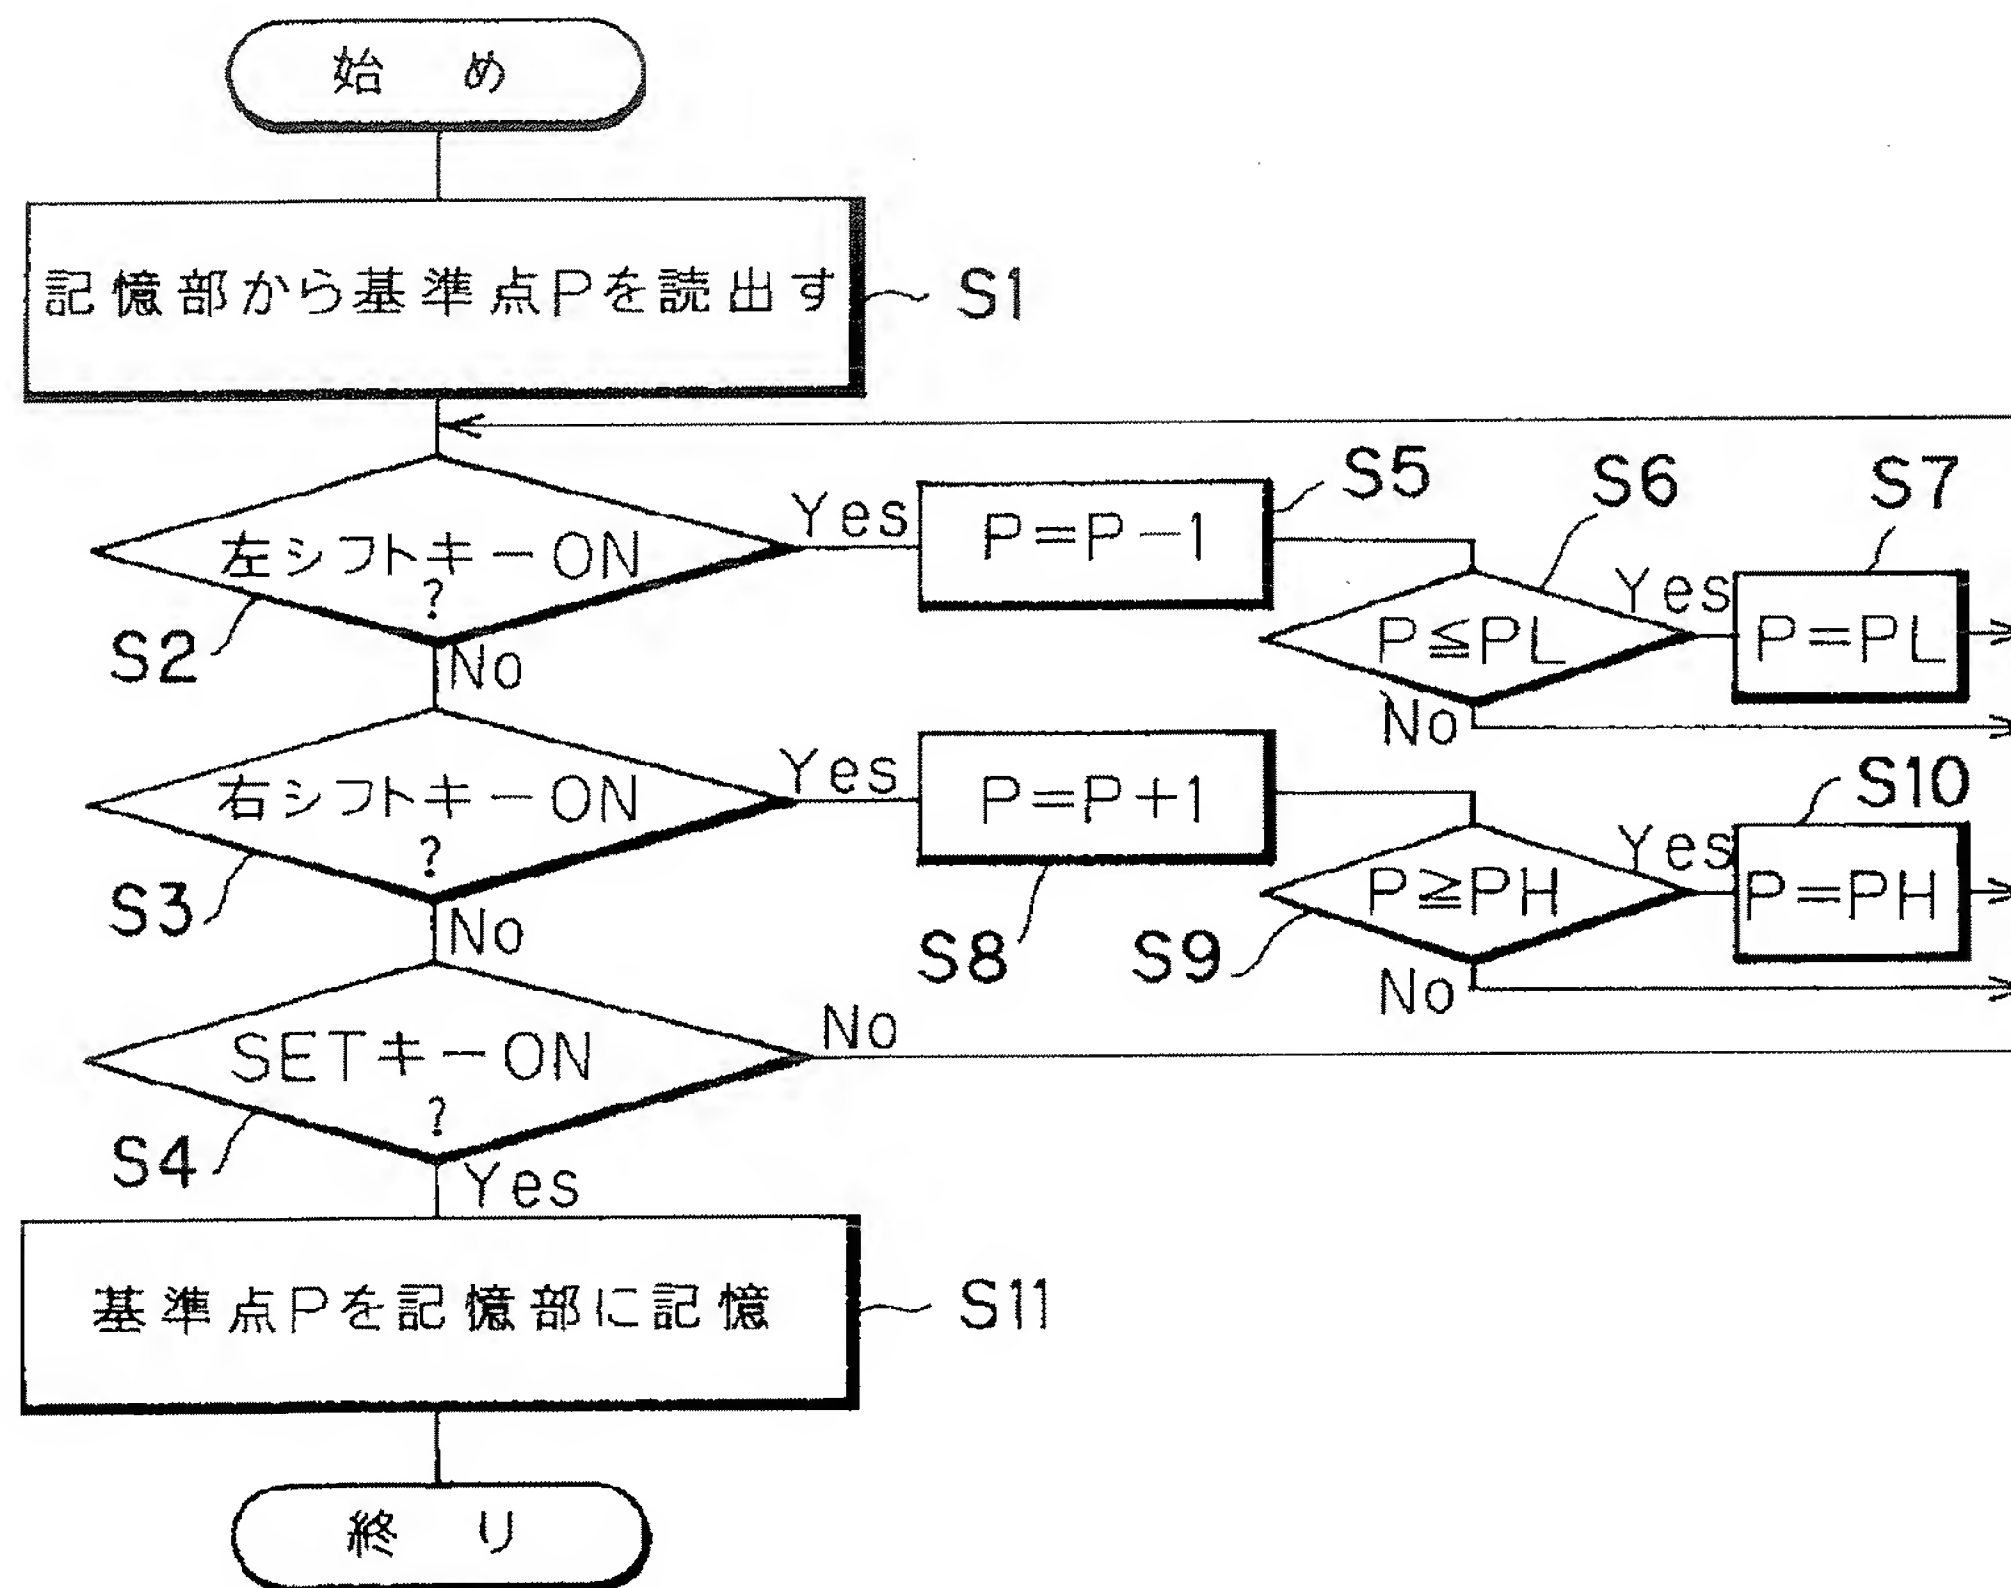 始め
記憶部から基準点Pを読出す
S1
左シフトキーON
?
S2
Yes
No
P=P-1
S5
P≦PL
S6
Yes
No
P=PL
S7
右シフトキーON
?
S3
Yes
No
P=P+1
S8
P≧PH
S9
Yes
No
P=PH
S10
SETキーON
?
S4
No
Yes
基準点Pを記憶部に記憶
S11
終り